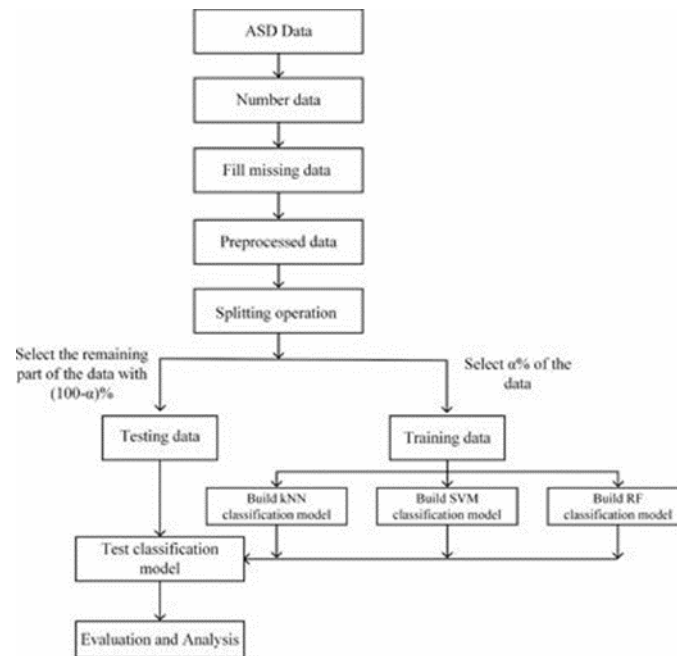 ASD Data
Number data
Fill missing data
Preprocessed data
Splitting operation
Select the remaining
part of the data with
(100-α)%
Select α% of the
data
Testing data
Training data
Build kNN
classification model
Build SVM
classification model
Build RF
classification model
Test classification
model
Evaluation and Analysis